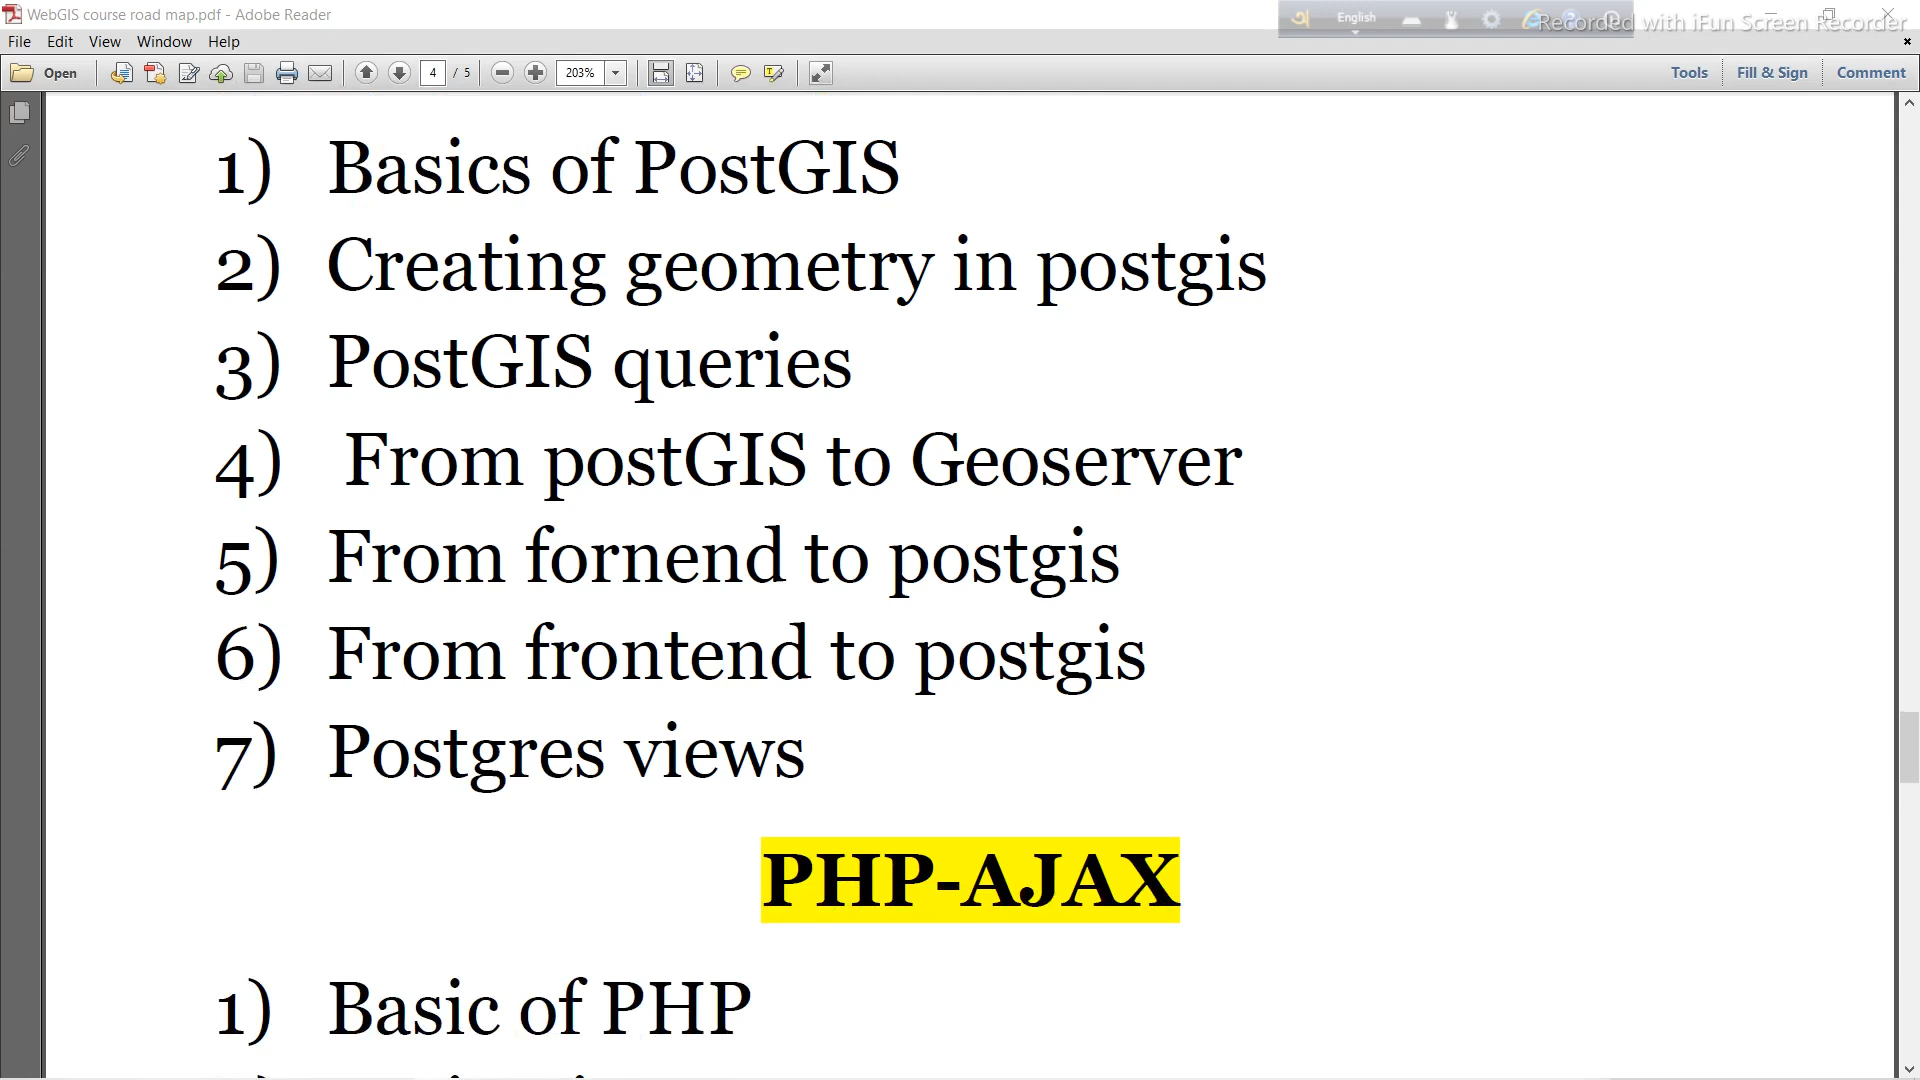 WebGIS course road map.pdf - Adobe Reader
English
Recorded with iFun Screen Recorder
File Edit View Window Help
Open 4 / 5 203% Tools Fill & Sign Comment
1) Basics of PostGIS
2) Creating geometry in postgis
3) PostGIS queries
4) From postGIS to Geoserver
5) From fornend to postgis
6) From frontend to postgis
7) Postgres views
PHP-AJAX
1) Basic of PHP